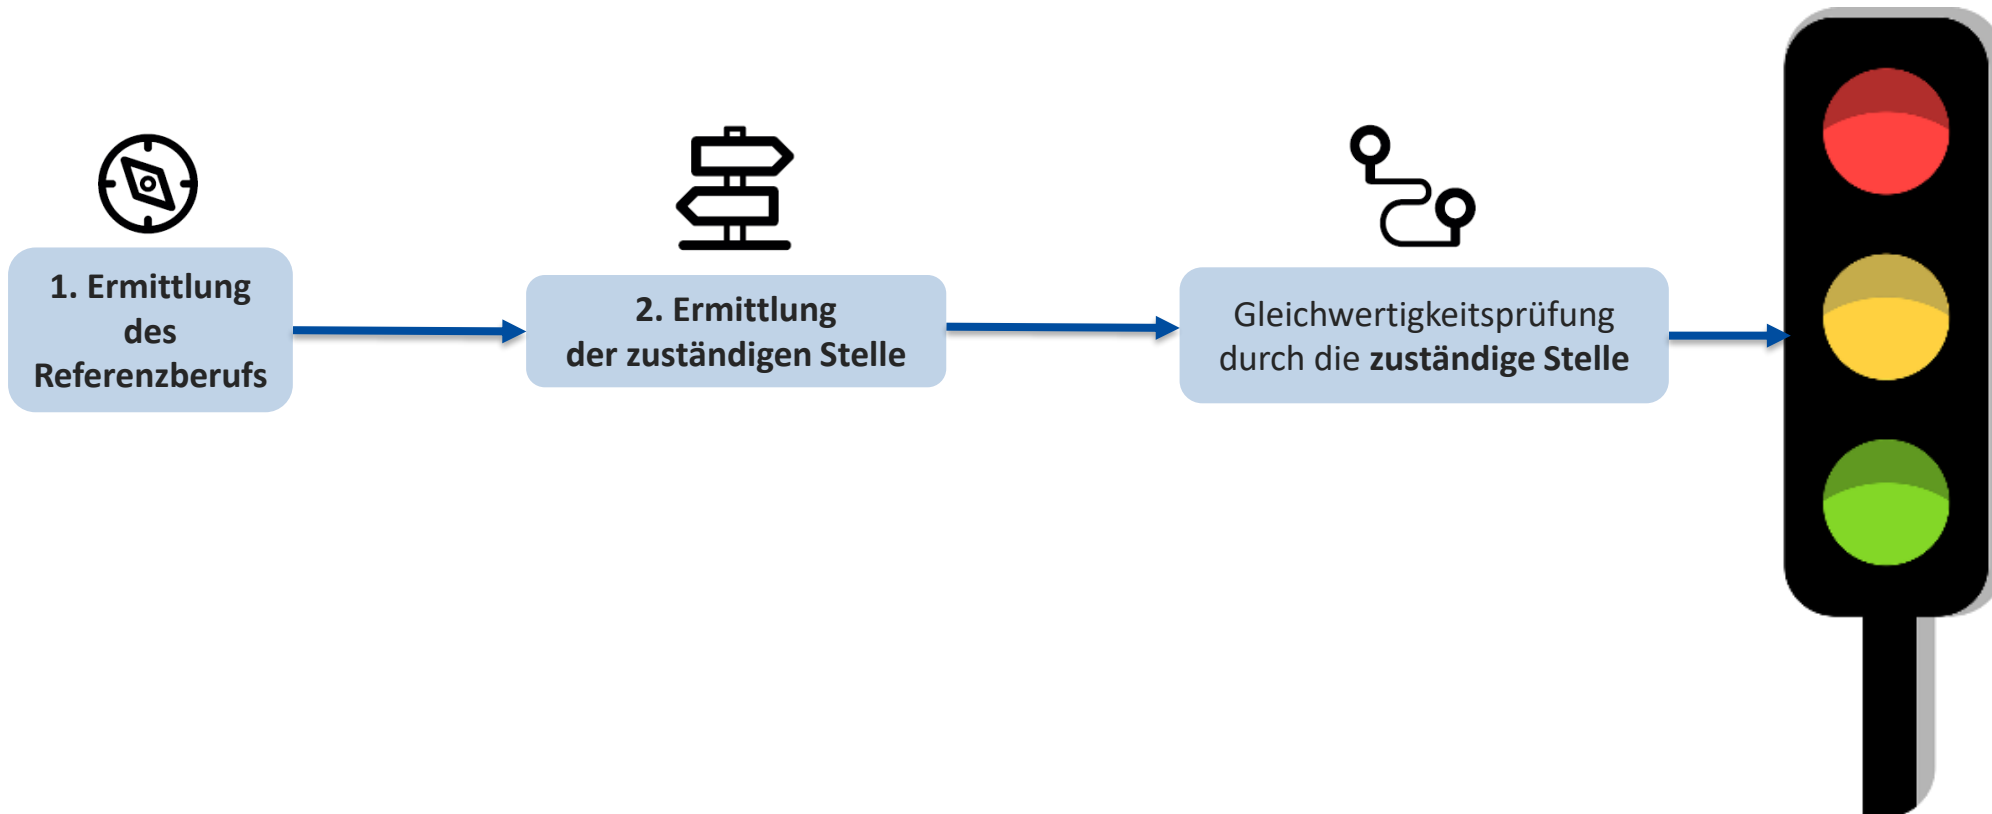 1. Ermittlung
des
Referenzberufs
2. Ermittlung
der zuständigen Stelle
Gleichwertigkeitsprüfung
durch die zuständige Stelle